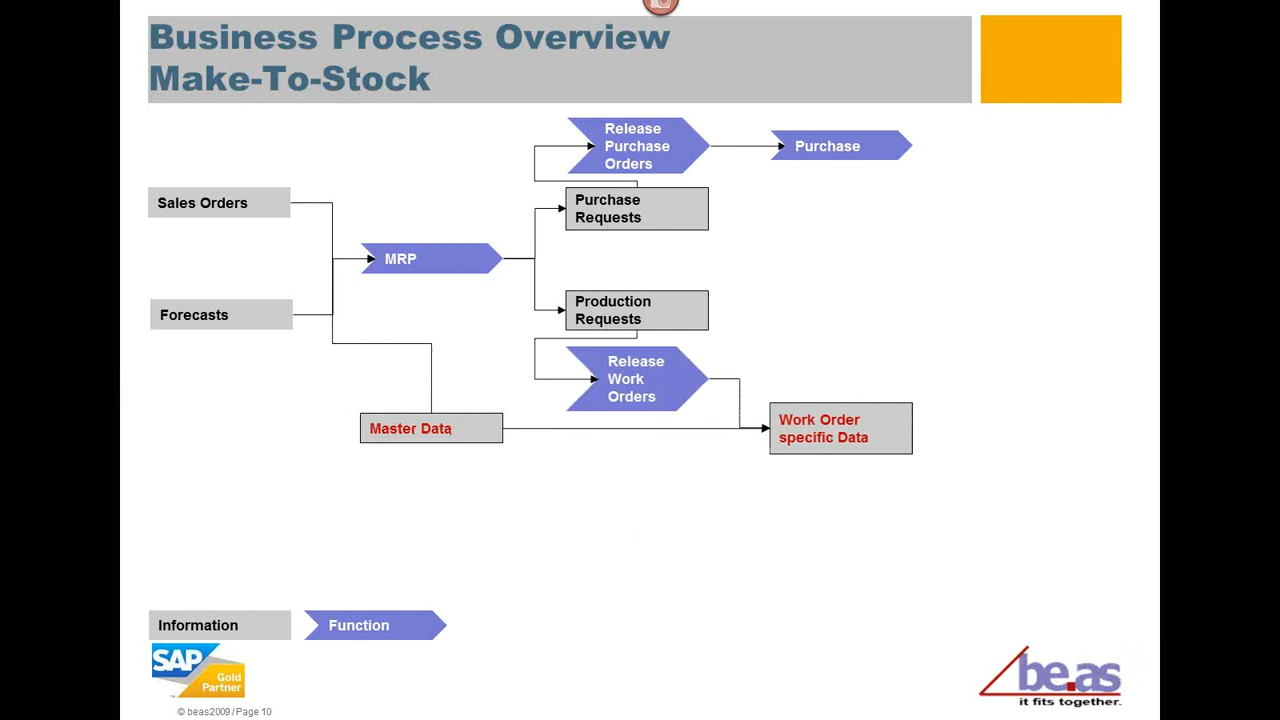 Business Process Overview
Make-To-Stock
Release
Purchase
Orders
Purchase
Sales Orders
Purchase
Requests
MRP
Forecasts
Production
Requests
Release
Work
Orders
Master Data
Work Order
specific Data
Information
Function
SAP
Gold
Partner
™
be.as
it fits together.
© beas2009 / Page 10